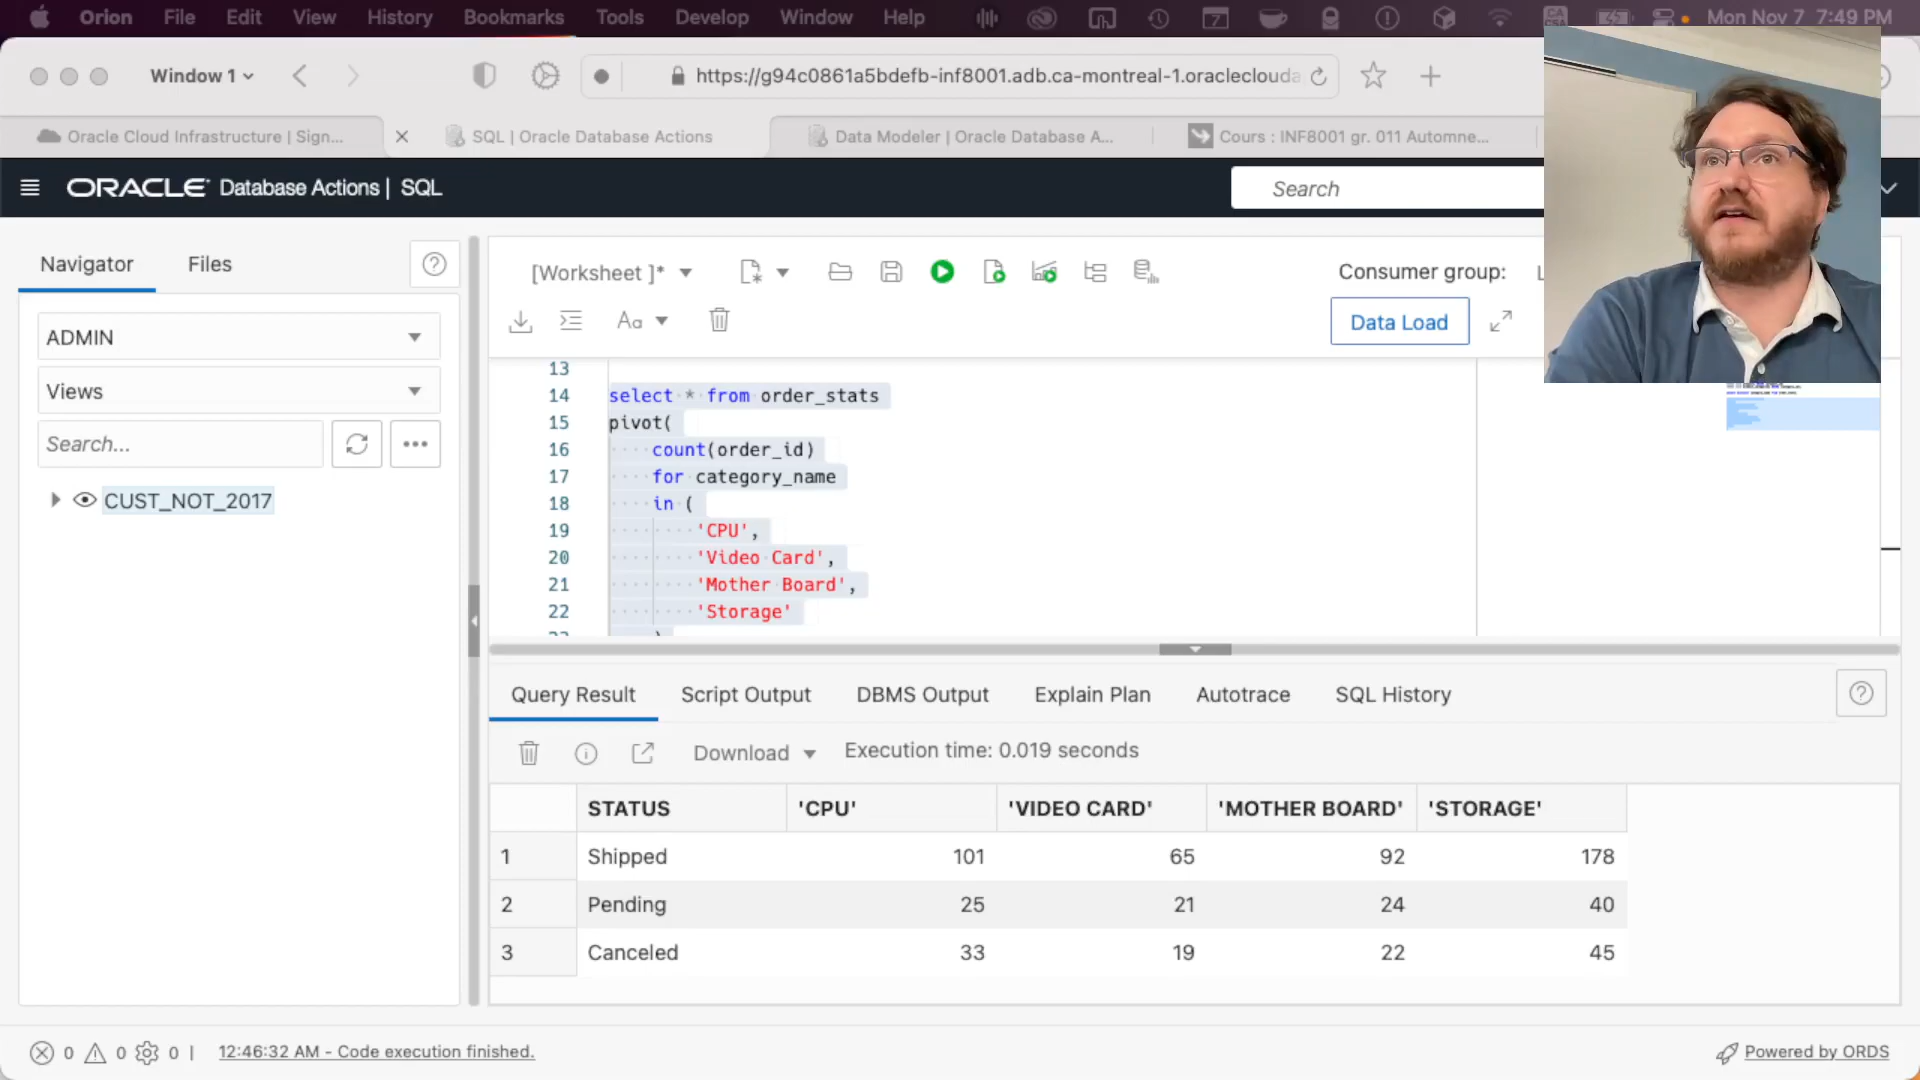 Orion File Edit View History Bookmarks Tools Develop Window Help 7 CA Mon Nov 7 7:49 PM
Window 1 https://g94c0861a5bdefb-inf8001.adb.ca-montreal-1.oracleclouda
Oracle Cloud Infrastructure | Sign... SQL | Oracle Database Actions Data Modeler | Oracle Database A... Cours : INF8001 gr. 011 Automne...
ORACLE Database Actions | SQL Search
Navigator Files
[Worksheet ]* Consumer group: L
Aa Data Load
ADMIN
Views
Search...
CUST_NOT_2017
13
14 select * from order_stats
15 pivot(
16 count(order_id)
17 for category_name
18 in (
19 'CPU',
20 'Video Card',
21 'Mother Board',
22 'Storage'
23 )
Query Result Script Output DBMS Output Explain Plan Autotrace SQL History
Download Execution time: 0.019 seconds
STATUS 'CPU' 'VIDEO CARD' 'MOTHER BOARD' 'STORAGE'
1 Shipped 101 65 92 178
2 Pending 25 21 24 40
3 Canceled 33 19 22 45
0 0 0 | 12:46:32 AM - Code execution finished. Powered by ORDS